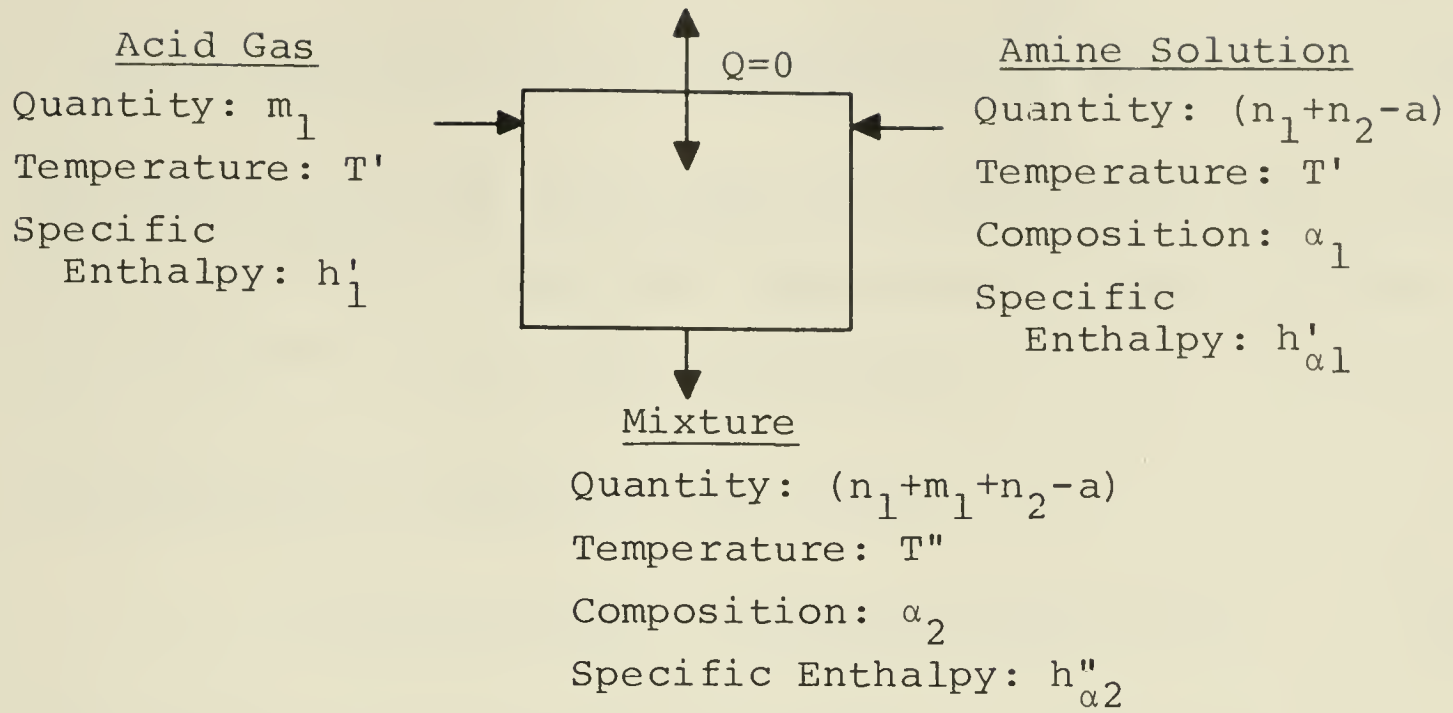 Acid Gas
Quantity: m₁
Temperature: T'
Specific
Enthalpy: h₁'
Q=0
Amine Solution
Quantity: (n₁+n₂-a)
Temperature: T'
Composition: α₁
Specific
Enthalpy: h'α1
Mixture
Quantity: (n₁+m₁+n₂-a)
Temperature: T"
Composition: α₂
Specific Enthalpy: h"α2